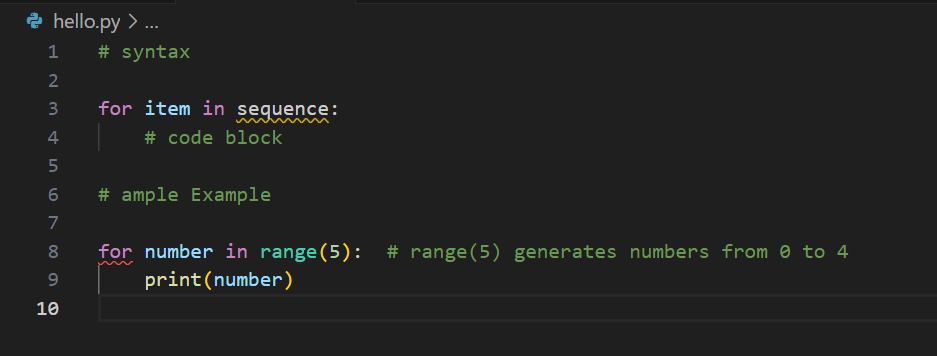 hello.py > ...
1 # syntax
2
3 for item in sequence:
4     # code block
5
6 # ample Example
7
8 for number in range(5):  # range(5) generates numbers from 0 to 4
9     print(number)
10